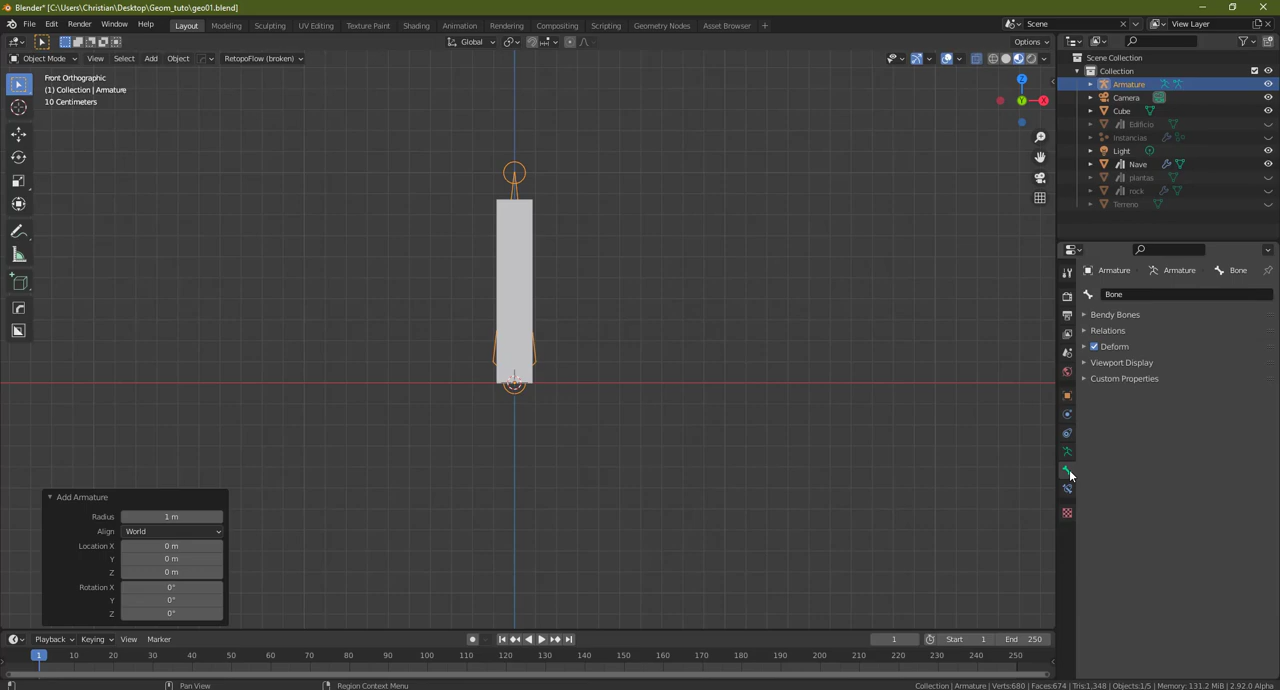 Blender* [C:\Users\Christian\Desktop\Geom_tuto\geo01.blend]
File Edit Render Window Help Layout Modeling Sculpting UV Editing Texture Paint Shading Animation Rendering Compositing Scripting Geometry Nodes Asset Browser Scene View Layer
Global Options
Object Mode View Select Add Object RetopoFlow (broken)
Scene Collection
Collection
Armature
Camera
Cube
Edificio
Instancias
Light
Nave
plantas
rock
Terreno
Front Orthographic
(1) Collection | Armature
10 Centimeters
Z
Y
X
Armature Armature Bone
Bone
Bendy Bones
Relations
Deform
Viewport Display
Custom Properties
Add Armature
Radius 1 m
Align World
Location X 0 m
Y 0 m
Z 0 m
Rotation X 0°
Y 0°
Z 0°
Playback Keying View Marker 1 Start 1 End 250
1 10 20 30 40 50 60 70 80 90 100 110 120 130 140 150 160 170 180 190 200 210 220 230 240 250
Select Pan View Region Context Menu Collection | Armature | Verts:680 | Faces:674 | Tris:1,348 | Objects:1/5 | Memory: 131.2 MiB | 2.92.0 Alpha